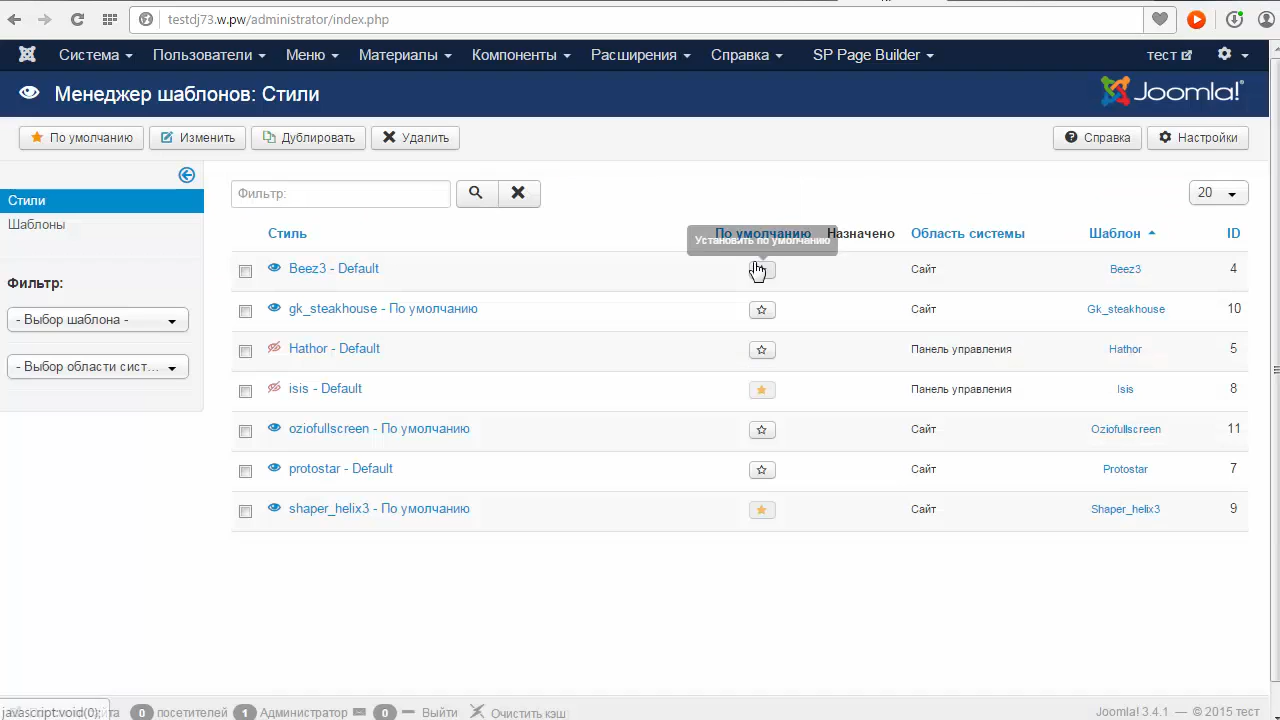 testdj73.w.pw/administrator/index.php
Система Пользователи Меню Материалы Компоненты Расширения Справка SP Page Builder тест
Менеджер шаблонов: Стили Joomla!
По умолчанию Изменить Дублировать Удалить Справка Настройки
Стили
Шаблоны
Фильтр:
- Выбор шаблона -
- Выбор области сист...
Фильтр: 20
Стиль По умолчанию Назначено Область системы Шаблон ID
Установить по умолчанию
Beez3 - Default Сайт Beez3 4
gk_steakhouse - По умолчанию Сайт Gk_steakhouse 10
Hathor - Default Панель управления Hathor 5
isis - Default Панель управления Isis 8
oziofullscreen - По умолчанию Сайт Oziofullscreen 11
protostar - Default Сайт Protostar 7
shaper_helix3 - По умолчанию Сайт Shaper_helix3 9
javascript:void(0); 0 посетителей 1 Администратор 0 Выйти Очистить кэш Joomla! 3.4.1 — © 2015 тест